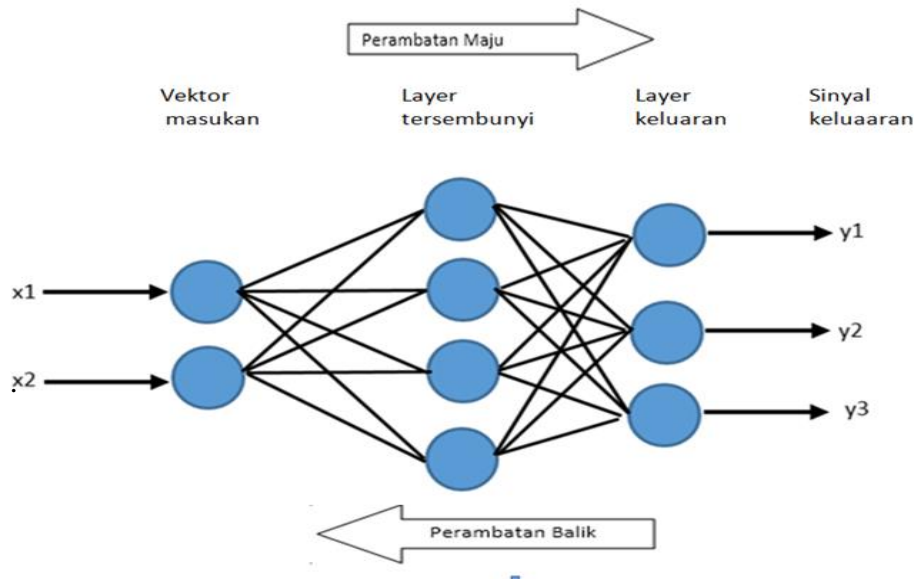 Perambatan Maju
Vektor
masukan
Layer
tersembunyi
Layer
keluaran
Sinyal
keluaaran
x1
x2
y1
y2
y3
Perambatan Balik